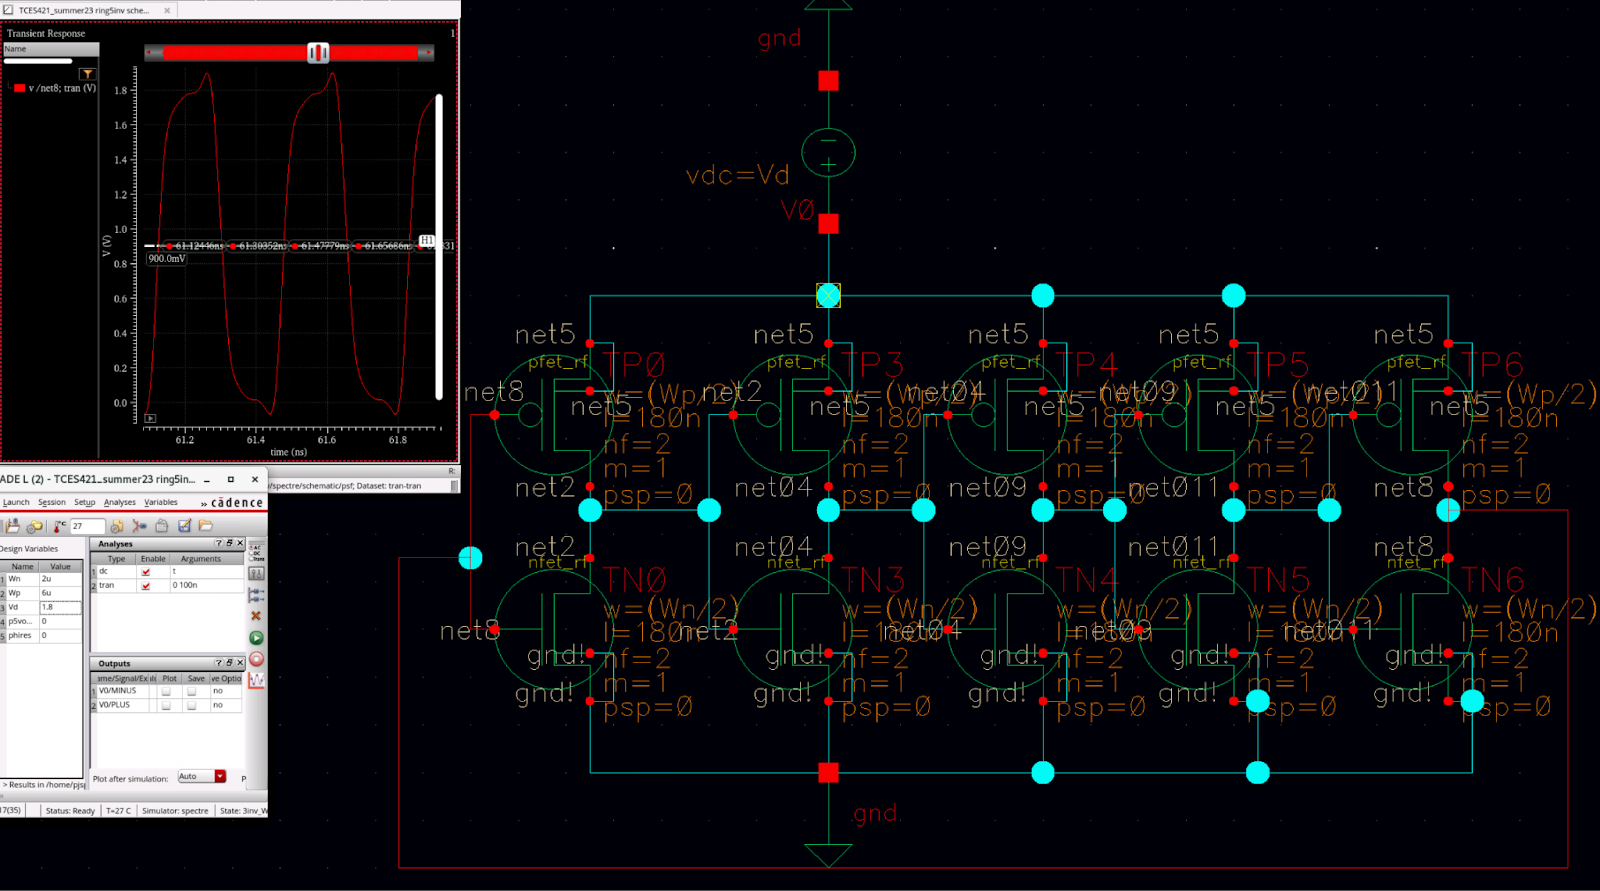 TCES421_summer23 ring5inv sche...
Transient Response
1
Name
v /net8; tran (V)
V (V)
1.8
1.6
1.4
1.2
1.0
0.8
0.6
0.4
0.2
0.0
61.12446ns
61.30352ns
61.47779ns
61.65686ns
H1
900.0mV
61.2
61.4
61.6
61.8
time (ns)
R:
/spectre/schematic/psf; Dataset: tran-tran
ADE L (2) - TCES421_summer23 ring5in...
Launch Session Setup Analyses Variables » cādence
27
Design Variables
Name Value
1 Wn 2u
2 Wp 6u
3 Vd 1.8
4 p5vo... 0
5 phires 0
Analyses
Type Enable Arguments
1 dc t
2 tran 0 100n
Outputs
Plot Save
1 V0/MINUS no
2 V0/PLUS no
Plot after simulation: Auto
> Results in /home/pjs
17(35) Status: Ready T=27 C Simulator: spectre State: 3inv_W
gnd
vdc=Vd
V0
net5 net5 net5 net5 net5
pfet_rf pfet_rf pfet_rf pfet_rf pfet_rf
TP0 TP3 TP4 TP5 TP6
net8 net2 net04 net09 net011
w=(Wp/2) w=(Wp/2) w=(Wp/2) w=(Wp/2) w=(Wp/2)
net5 net5 net5 net5 net5
l=180n l=180n l=180n l=180n l=180n
nf=2 nf=2 nf=2 nf=2 nf=2
m=1 m=1 m=1 m=1 m=1
net2 net04 net09 net011 net8
psp=0 psp=0 psp=0 psp=0 psp=0
net2 net04 net09 net011 net8
nfet_rf nfet_rf nfet_rf nfet_rf nfet_rf
TN0 TN3 TN4 TN5 TN6
w=(Wn/2) w=(Wn/2) w=(Wn/2) w=(Wn/2) w=(Wn/2)
net8 net2 net04 net09 net011
l=180n l=180n l=180n l=180n l=180n
gnd! gnd! gnd! gnd! gnd!
nf=2 nf=2 nf=2 nf=2 nf=2
m=1 m=1 m=1 m=1 m=1
gnd! gnd! gnd! gnd! gnd!
psp=0 psp=0 psp=0 psp=0 psp=0
gnd